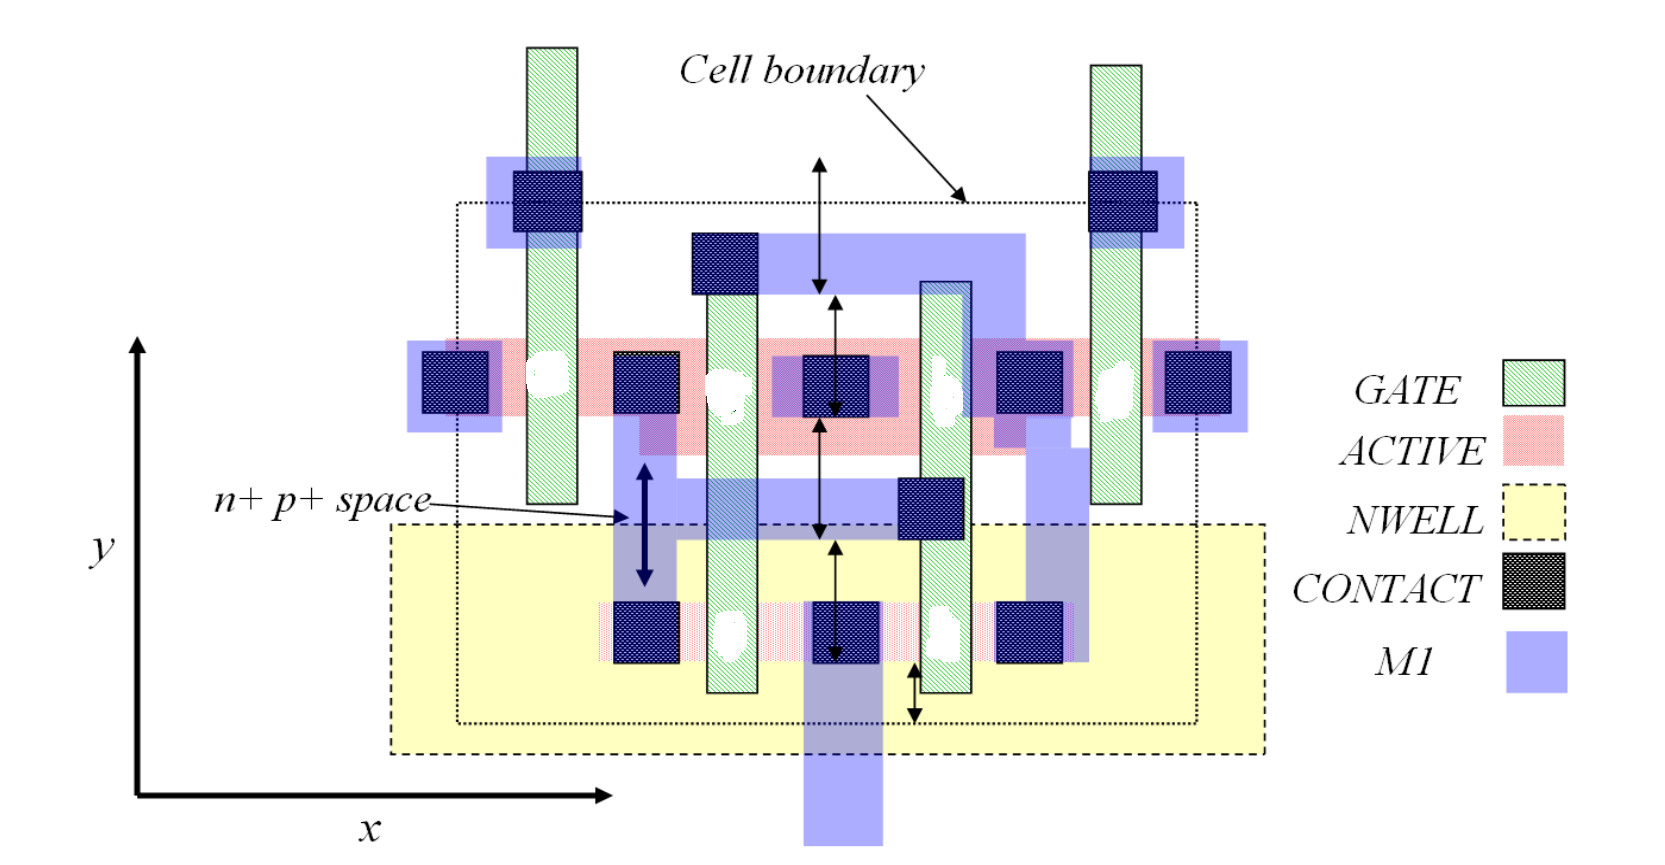 Cell boundary
GATE
ACTIVE
n+ p+ space
NWELL
y
CONTACT
M1
x